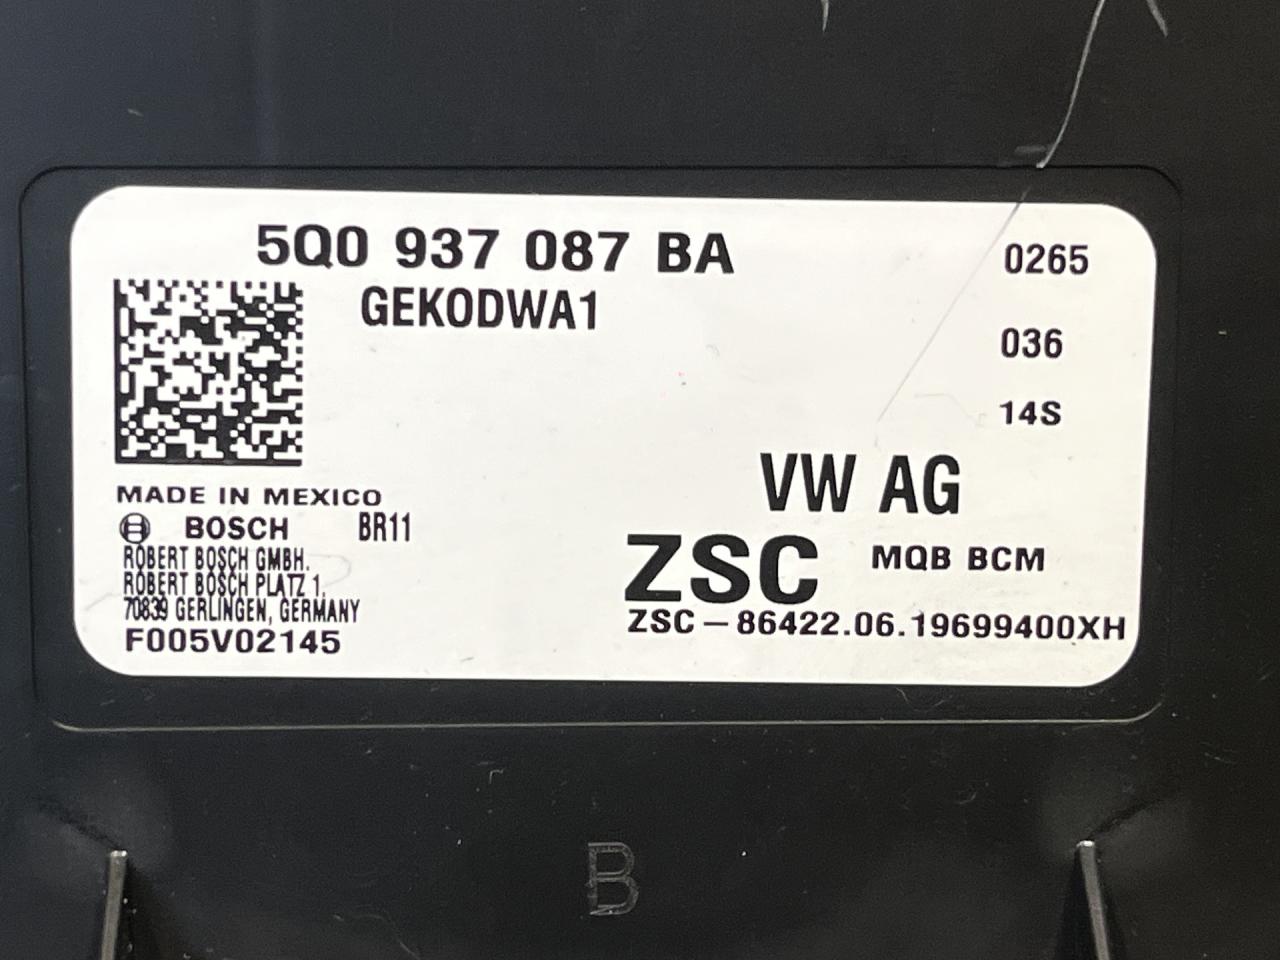 5Q0 937 087 BA
0265
GEKODWA1
036
14S
VW AG
MADE IN MEXICO
BOSCH BR11
ZSC MQB BCM
ROBERT BOSCH GMBH.
ROBERT BOSCH PLATZ 1,
70839 GERLINGEN, GERMANY
ZSC-86422.06.19699400XH
F005V02145
B